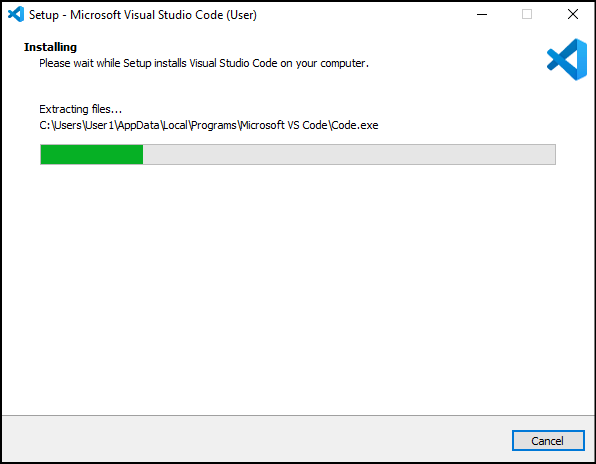 Setup - Microsoft Visual Studio Code (User)
Installing
Please wait while Setup installs Visual Studio Code on your computer.
Extracting files...
C:\Users\User1\AppData\Local\Programs\Microsoft VS Code\Code.exe
Cancel